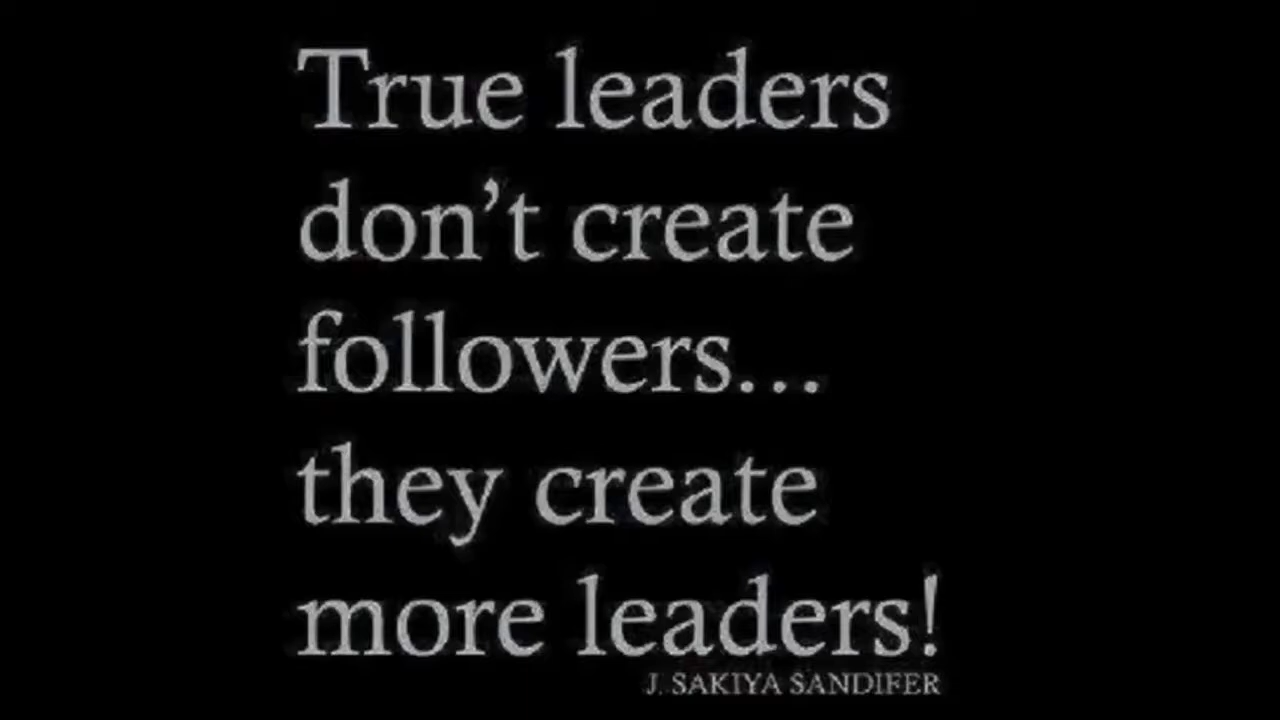 True leaders
don’t create
followers...
they create
more leaders!
J. SAKIYA SANDIFER